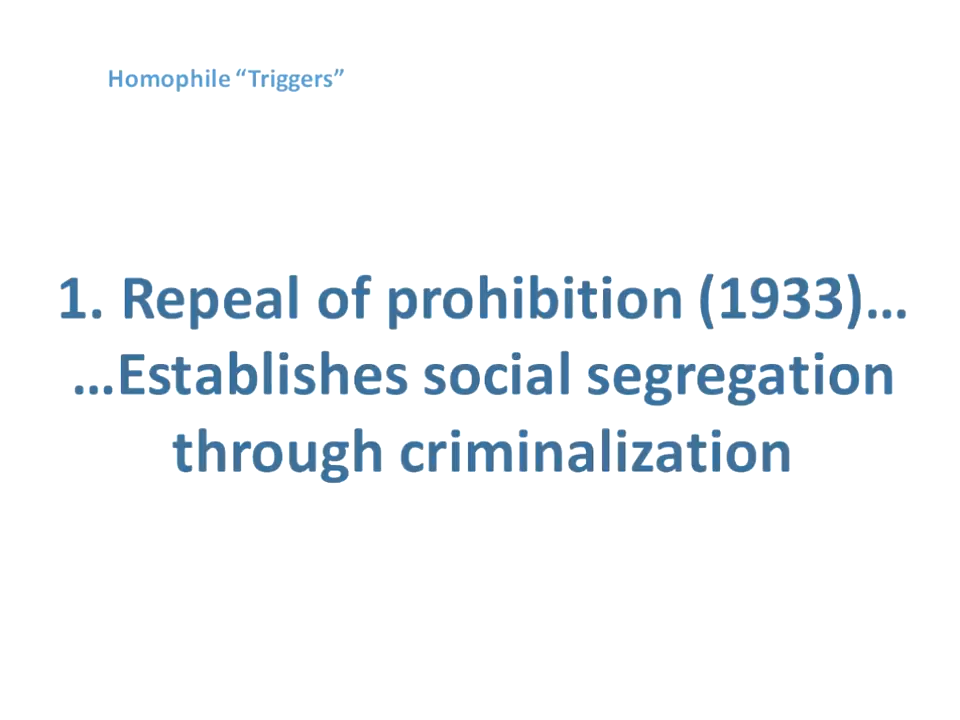 Homophile “Triggers”
1. Repeal of prohibition (1933)…
…Establishes social segregation
through criminalization